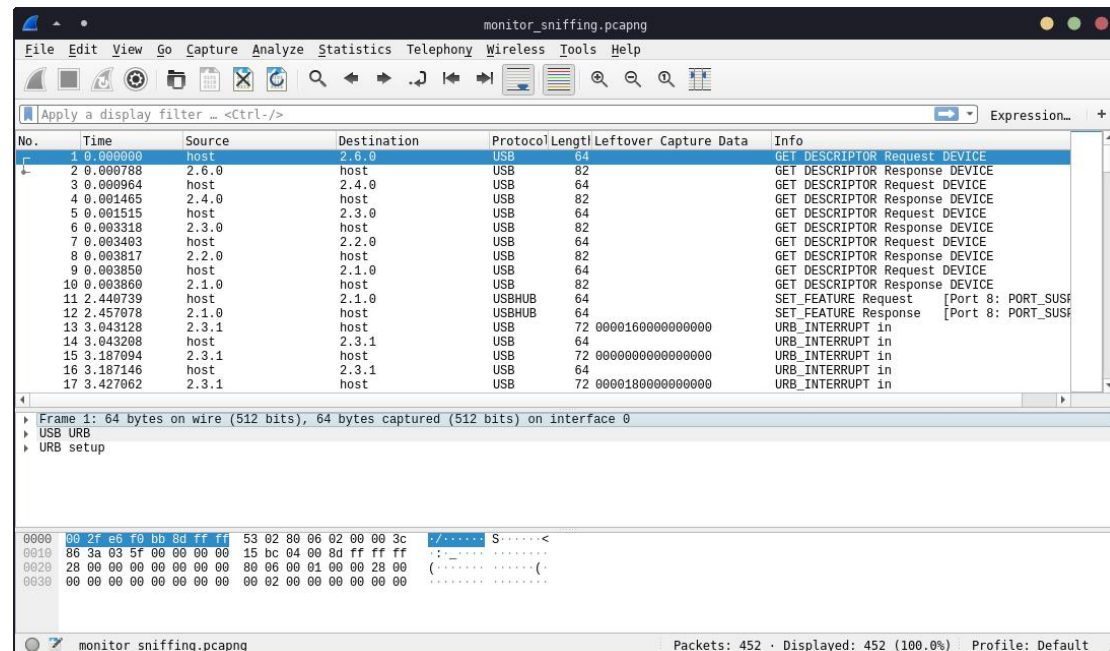 monitor_sniffing.pcapng
File Edit View Go Capture Analyze Statistics Telephony Wireless Tools Help
Apply a display filter … <Ctrl-/> Expression… +
No. Time Source Destination Protocol Length Leftover Capture Data Info
1 0.000000 host 2.6.0 USB 64 GET DESCRIPTOR Request DEVICE
2 0.000788 2.6.0 host USB 82 GET DESCRIPTOR Response DEVICE
3 0.000964 host 2.4.0 USB 64 GET DESCRIPTOR Request DEVICE
4 0.001465 2.4.0 host USB 82 GET DESCRIPTOR Response DEVICE
5 0.001515 host 2.3.0 USB 64 GET DESCRIPTOR Request DEVICE
6 0.003318 2.3.0 host USB 82 GET DESCRIPTOR Response DEVICE
7 0.003403 host 2.2.0 USB 64 GET DESCRIPTOR Request DEVICE
8 0.003817 2.2.0 host USB 82 GET DESCRIPTOR Response DEVICE
9 0.003850 host 2.1.0 USB 64 GET DESCRIPTOR Request DEVICE
10 0.003860 2.1.0 host USB 82 GET DESCRIPTOR Response DEVICE
11 2.440739 host 2.1.0 USBHUB 64 SET_FEATURE Request [Port 8: PORT_SUSP
12 2.457078 2.1.0 host USBHUB 64 SET_FEATURE Response [Port 8: PORT_SUSP
13 3.043128 2.3.1 host USB 72 0000160000000000 URB_INTERRUPT in
14 3.043208 host 2.3.1 USB 64 URB_INTERRUPT in
15 3.187094 2.3.1 host USB 72 0000000000000000 URB_INTERRUPT in
16 3.187146 host 2.3.1 USB 64 URB_INTERRUPT in
17 3.427062 2.3.1 host USB 72 0000180000000000 URB_INTERRUPT in
Frame 1: 64 bytes on wire (512 bits), 64 bytes captured (512 bits) on interface 0
USB URB
URB setup
0000 00 2f e6 f0 bb 8d ff ff 53 02 80 06 02 00 00 3c ·/······ S······<
0010 86 3a 03 5f 00 00 00 00 15 bc 04 00 8d ff ff ff ·:·_···· ········
0020 28 00 00 00 00 00 00 00 80 06 00 01 00 00 28 00 (······· ······(·
0030 00 00 00 00 00 00 00 00 00 02 00 00 00 00 00 00 ········ ········
monitor_sniffing.pcapng Packets: 452 · Displayed: 452 (100.0%) Profile: Default